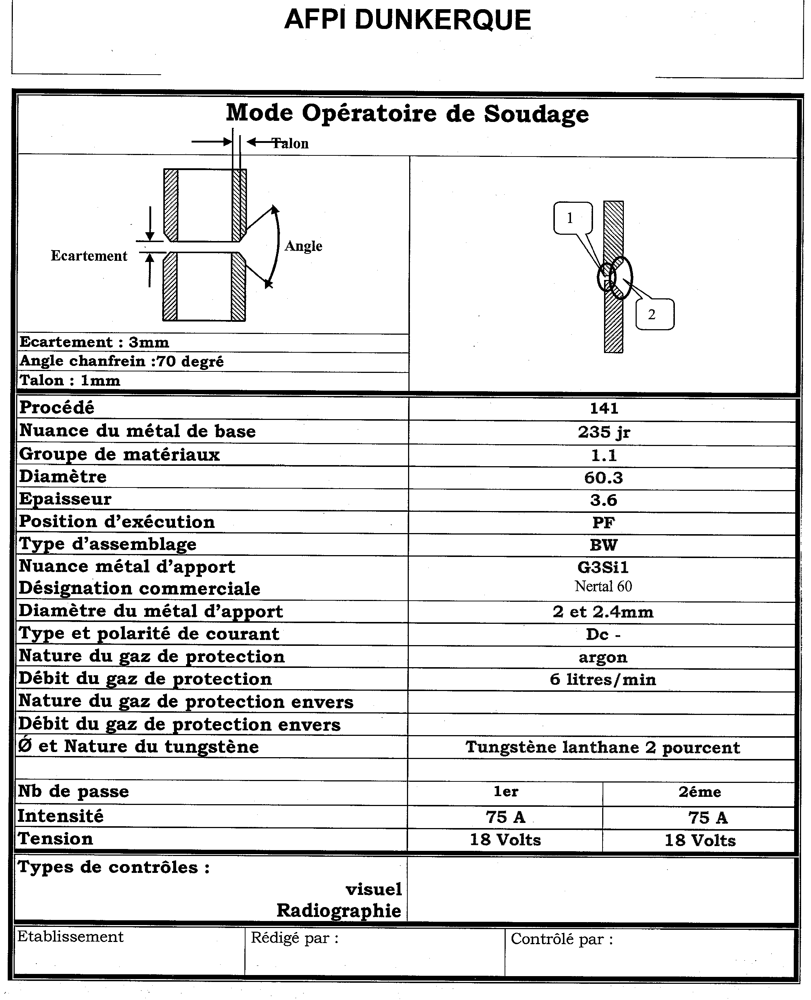 AFPI DUNKERQUE
Mode Opératoire de Soudage
Talon
Angle
Ecartement
1
2
Ecartement : 3mm
Angle chanfrein :70 degré
Talon : 1mm
Procédé 141
Nuance du métal de base 235 jr
Groupe de matériaux 1.1
Diamètre 60.3
Epaisseur 3.6
Position d'exécution PF
Type d'assemblage BW
Nuance métal d'apport G3Si1
Désignation commerciale Nertal 60
Diamètre du métal d'apport 2 et 2.4mm
Type et polarité de courant Dc -
Nature du gaz de protection argon
Débit du gaz de protection 6 litres/min
Nature du gaz de protection envers
Débit du gaz de protection envers
Ø et Nature du tungstène Tungstène lanthane 2 pourcent
Nb de passe 1er 2éme
Intensité 75 A 75 A
Tension 18 Volts 18 Volts
Types de contrôles :
visuel
Radiographie
Etablissement Rédigé par : Contrôlé par :